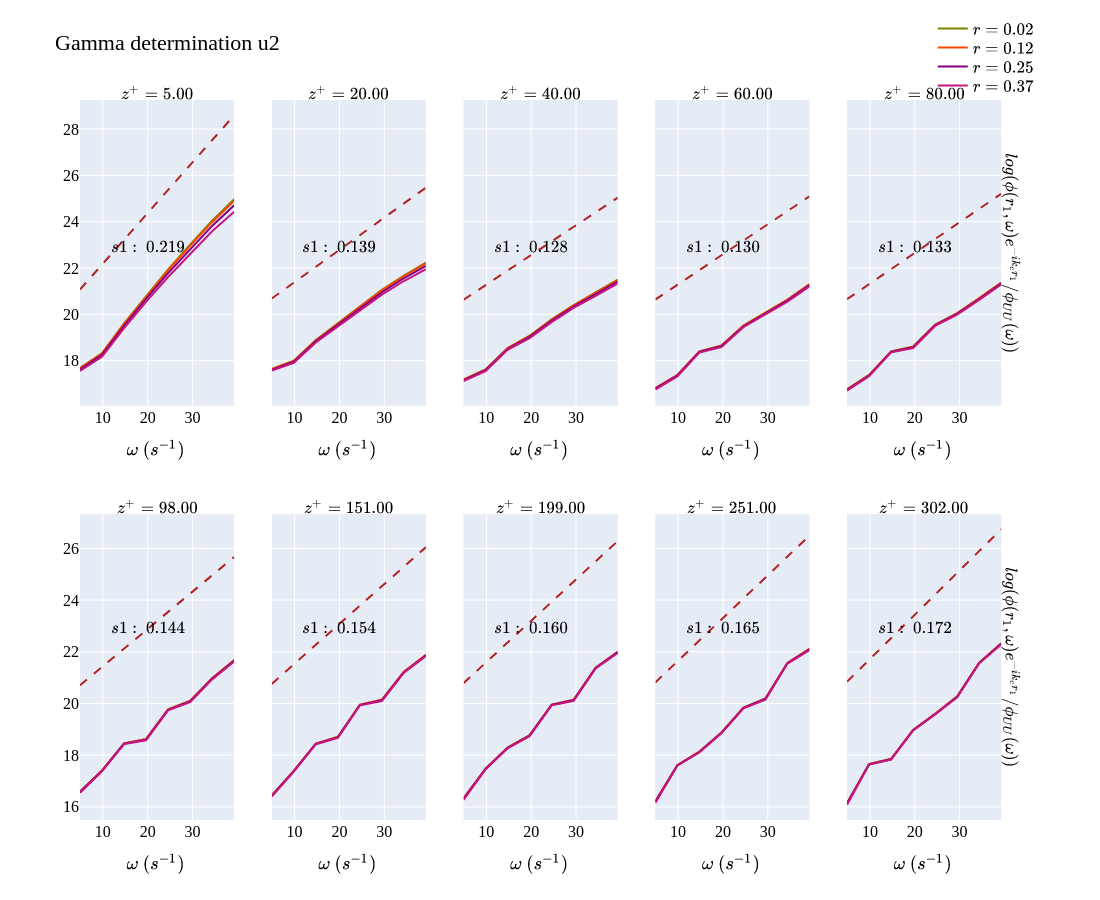 Gamma determination u2
r = 0.02
r = 0.12
r = 0.25
r = 0.37
z⁺ = 5.00
z⁺ = 20.00
z⁺ = 40.00
z⁺ = 60.00
z⁺ = 80.00
28
26
24
22
20
18
s1 : 0.219
s1 : 0.139
s1 : 0.128
s1 : 0.130
s1 : 0.133
log(ϕ(r₁, ω)e^{−ik_c r₁}/ϕ_{UU}(ω))
10 20 30
10 20 30
10 20 30
10 20 30
10 20 30
ω (s⁻¹)
ω (s⁻¹)
ω (s⁻¹)
ω (s⁻¹)
ω (s⁻¹)
z⁺ = 98.00
z⁺ = 151.00
z⁺ = 199.00
z⁺ = 251.00
z⁺ = 302.00
26
24
22
20
18
16
s1 : 0.144
s1 : 0.154
s1 : 0.160
s1 : 0.165
s1 : 0.172
log(ϕ(r₁, ω)e^{−ik_c r₁}/ϕ_{UU}(ω))
10 20 30
10 20 30
10 20 30
10 20 30
10 20 30
ω (s⁻¹)
ω (s⁻¹)
ω (s⁻¹)
ω (s⁻¹)
ω (s⁻¹)